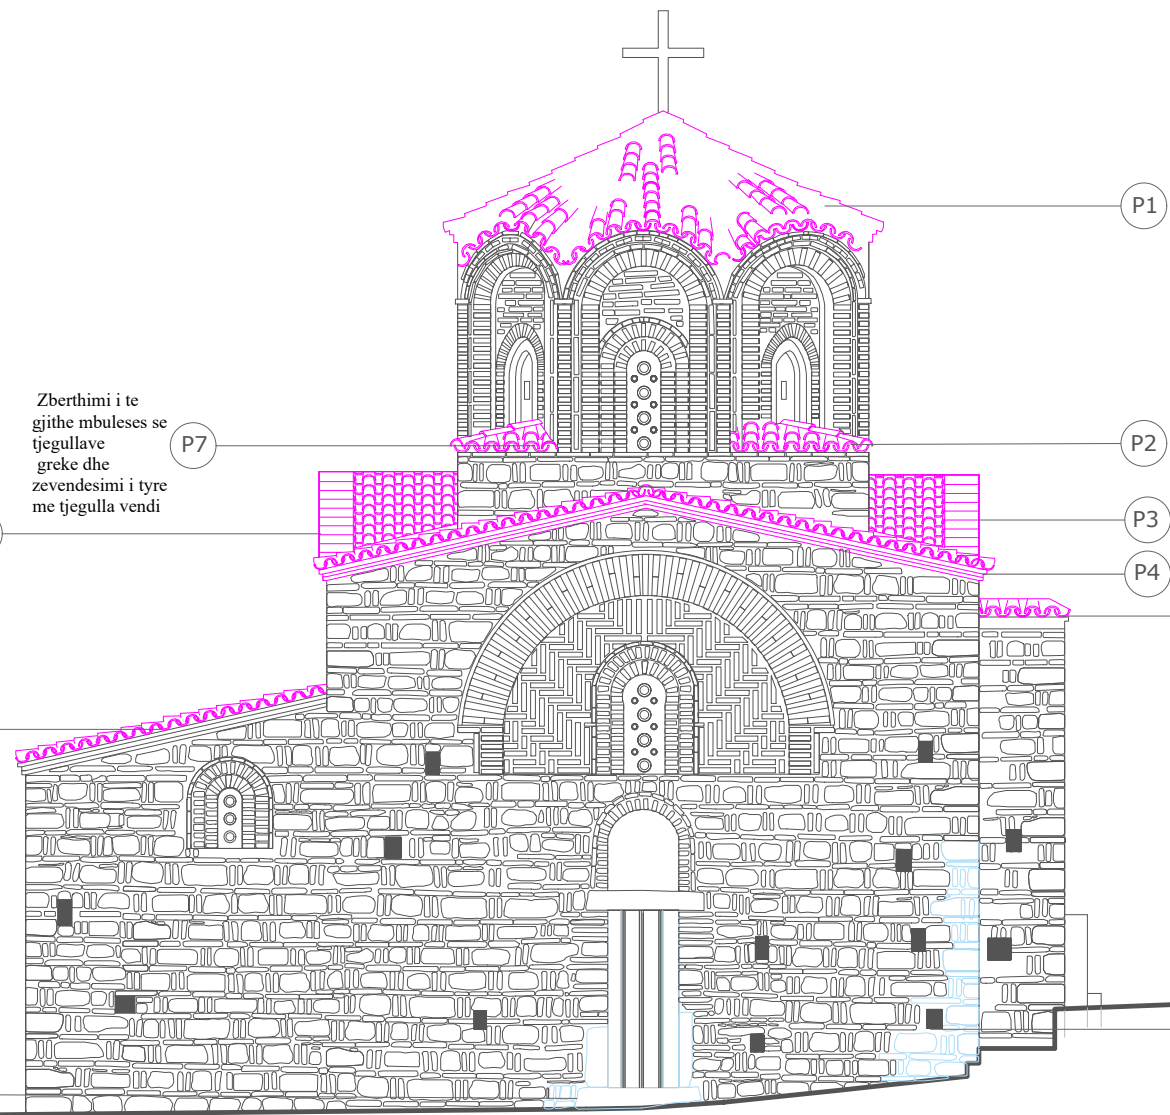 P1
Zberthimi i te
gjithe mbuleses se
tjegullave
greke dhe
zevendesimi i tyre
me tjegulla vendi
P7
P2
P3
P4